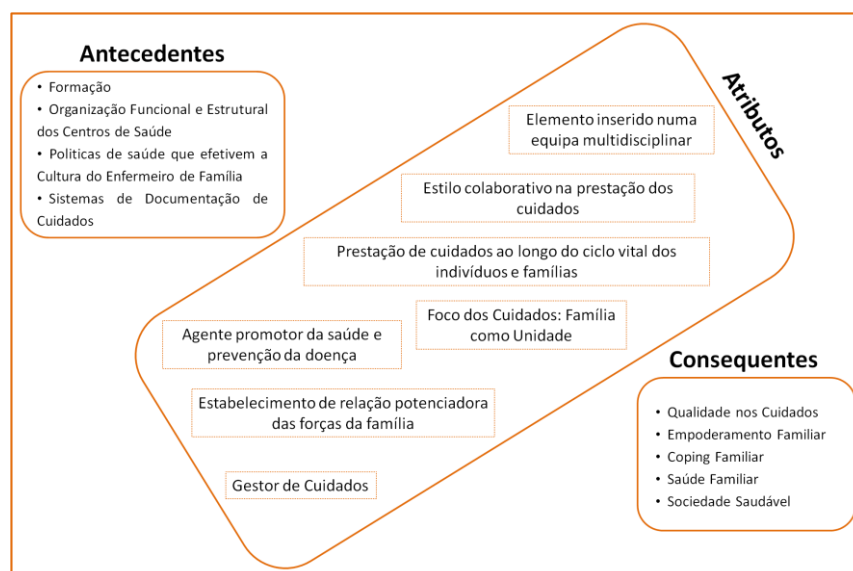 Antecedentes
• Formação
• Organização Funcional e Estrutural
dos Centros de Saúde
• Politicas de saúde que efetivem a
Cultura do Enfermeiro de Família
• Sistemas de Documentação de
Cuidados
Atributos
Elemento inserido numa
equipa multidisciplinar
Estilo colaborativo na prestação dos
cuidados
Prestação de cuidados ao longo do ciclo vital dos
indivíduos e famílias
Foco dos Cuidados: Família
como Unidade
Agente promotor da saúde e
prevenção da doença
Estabelecimento de relação potenciadora
das forças da família
Gestor de Cuidados
Consequentes
• Qualidade nos Cuidados
• Empoderamento Familiar
• Coping Familiar
• Saúde Familiar
• Sociedade Saudável